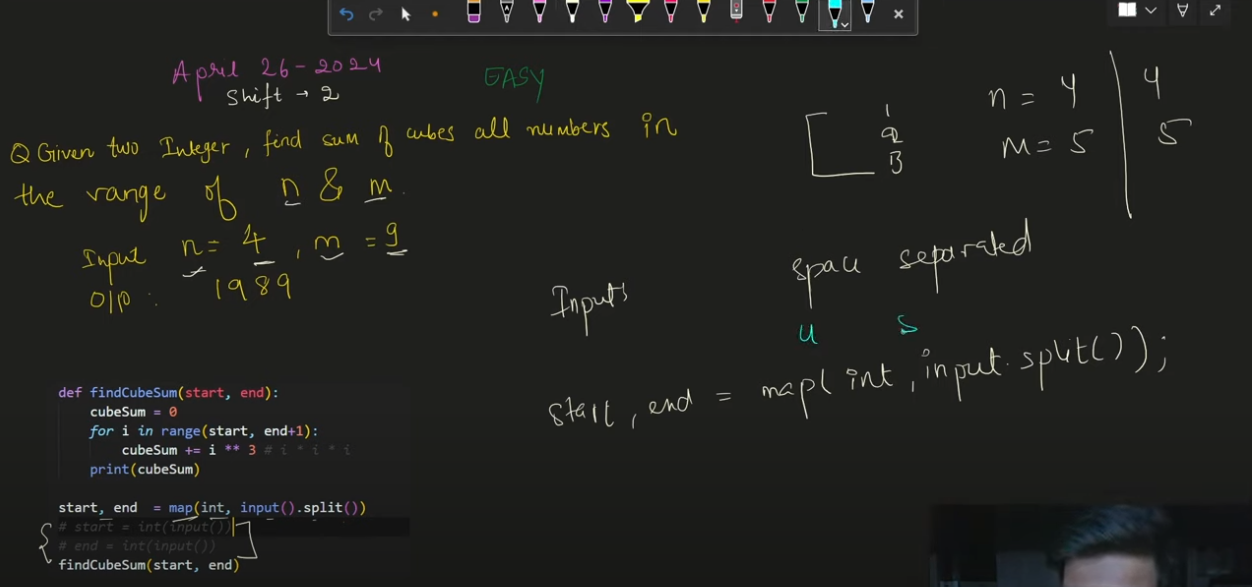 April 26-2024
Shift → 2
EASY
Q Given two Integer, find sum of cubes all numbers in
the range of n & m.
Input n= 4, m = 9
O/P : 1989
1
2
3
n = 4
m = 5
4
5
Inputs
space separated
4 5
start, end = map(int, input.split());
def findCubeSum(start, end):
cubeSum = 0
for i in range(start, end+1):
cubeSum += i ** 3 # i * i * i
print(cubeSum)
start, end = map(int, input().split())
# start = int(input())
# end = int(input())
findCubeSum(start, end)